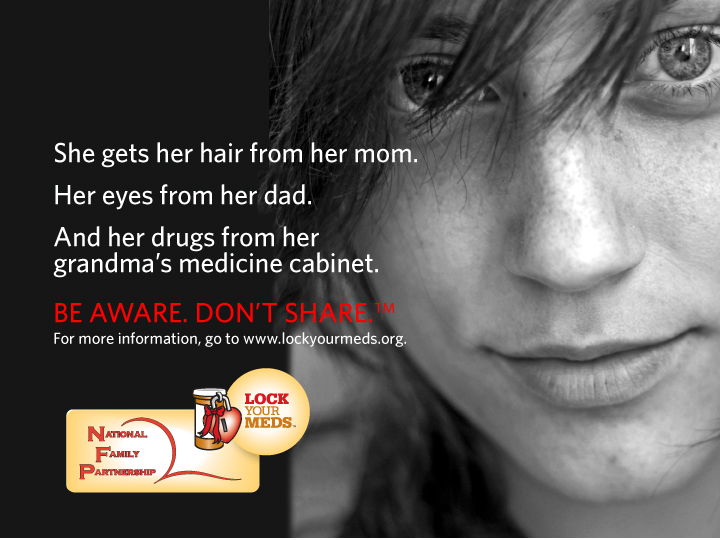 She gets her hair from her mom.
Her eyes from her dad.
And her drugs from her
grandma's medicine cabinet.
BE AWARE. DON'T SHARE.™
For more information, go to www.lockyourmeds.org.
LOCK
YOUR
MEDS.
NATIONAL
FAMILY
PARTNERSHIP